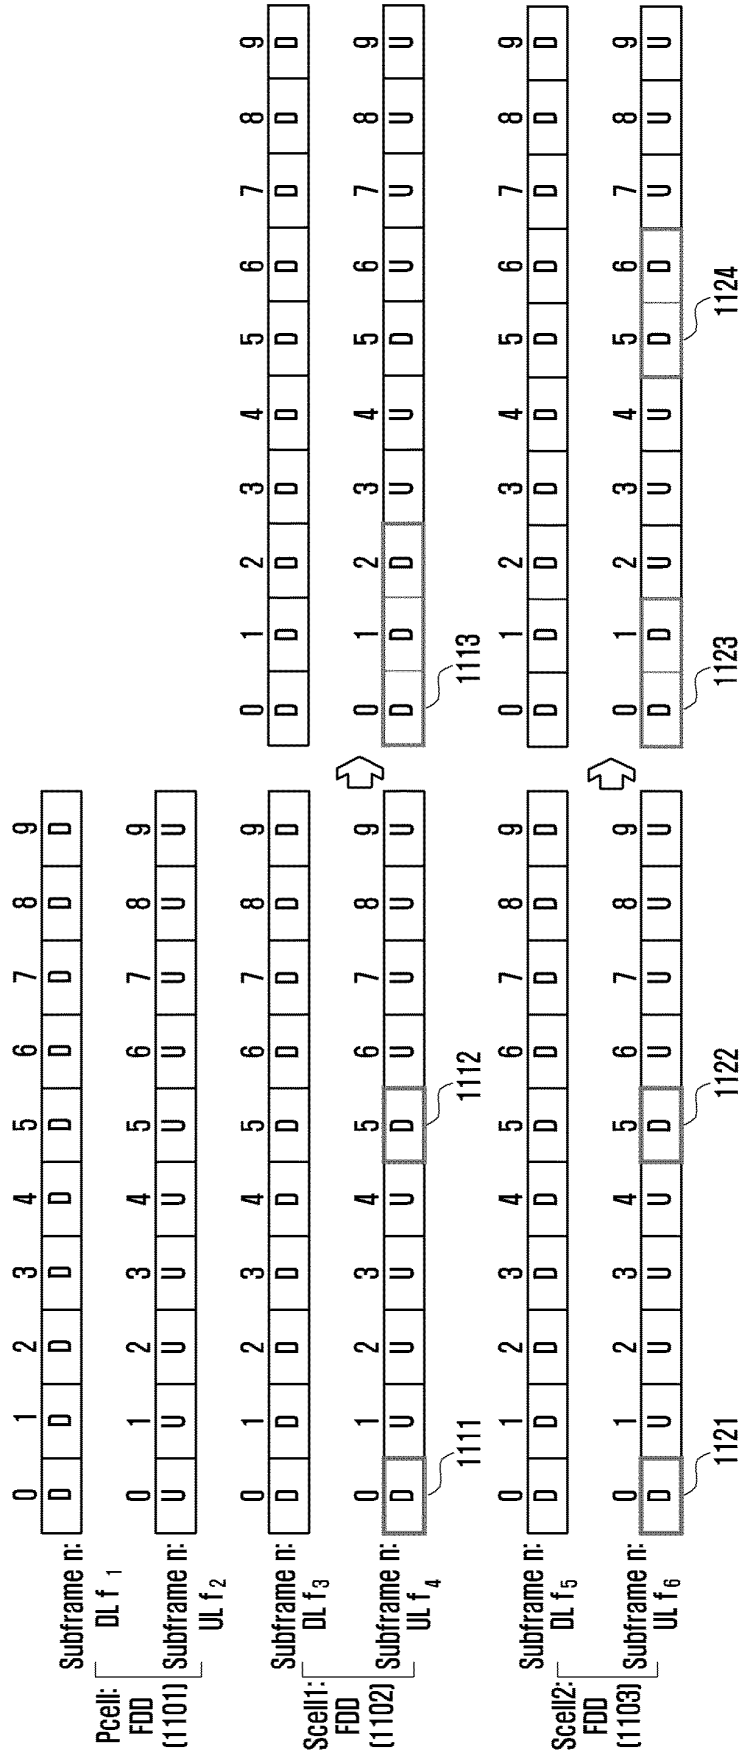 Pcell:
FDD
(1101)
Subframe n:
DL f 1
0 1 2 3 4 5 6 7 8 9
D D D D D D D D D D
Subframe n:
UL f2
0 1 2 3 4 5 6 7 8 9
U U U U U U U U U U
Scell1:
FDD
(1102)
Subframe n:
DL f3
0 1 2 3 4 5 6 7 8 9
D D D D D D D D D D
0 1 2 3 4 5 6 7 8 9
D D D D D D D D D D
Subframe n:
UL f4
0 1 2 3 4 5 6 7 8 9
D U U U U D U U U U
0 1 2 3 4 5 6 7 8 9
D D D U U D U U U U
1111
1112
1113
Scell2:
FDD
(1103)
Subframe n:
DL f5
0 1 2 3 4 5 6 7 8 9
D D D D D D D D D D
0 1 2 3 4 5 6 7 8 9
D D D D D D D D D D
Subframe n:
UL f6
0 1 2 3 4 5 6 7 8 9
D U U U U D U U U U
0 1 2 3 4 5 6 7 8 9
D D U U U D D U U U
1121
1122
1123
1124